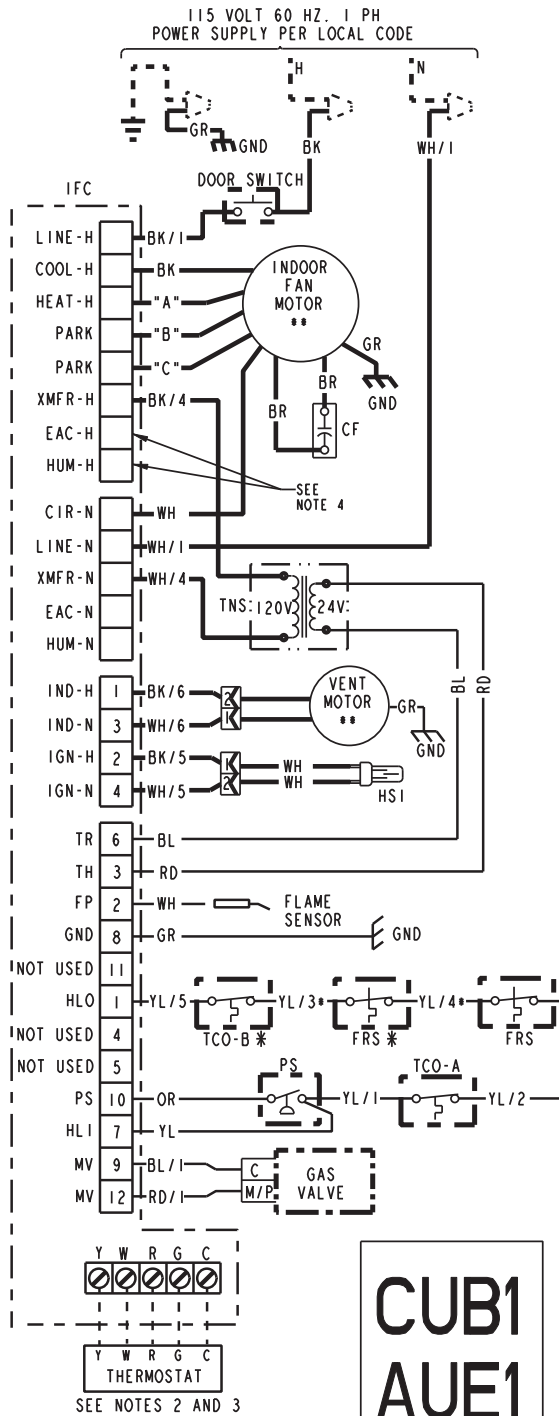 115 VOLT 60 HZ. 1 PH
POWER SUPPLY PER LOCAL CODE
H
N
GR
GND
BK
WH/1
DOOR SWITCH
IFC
LINE-H BK/1
COOL-H BK
HEAT-H "A"
PARK "B"
PARK "C"
XMFR-H BK/4
EAC-H
HUM-H
INDOOR
FAN
MOTOR
**
GR
GND
BR
BR
CF
SEE
NOTE 4
CIR-N WH
LINE-N WH/1
XMFR-N WH/4
EAC-N
HUM-N
TNS 120V 24V
BL
RD
IND-H 1 BK/6 2
IND-N 3 WH/6 1
IGN-H 2 BK/5 1 WH
IGN-N 4 WH/5 2 WH
VENT
MOTOR
**
GR
GND
HSI
TR 6 BL
TH 3 RD
FP 2 WH FLAME
SENSOR
GND 8 GR GND
NOT USED 11
HLO 1 YL/5 YL/3* YL/4*
TCO-B * FRS * FRS
NOT USED 4
NOT USED 5
PS TCO-A
PS 10 OR YL/1 YL/2
HLI 7 YL
MV 9 BL/1 C
MV 12 RD/1 M/P
GAS
VALVE
Y W R G C
Y W R G C
THERMOSTAT
SEE NOTES 2 AND 3
CUB1
AUE1